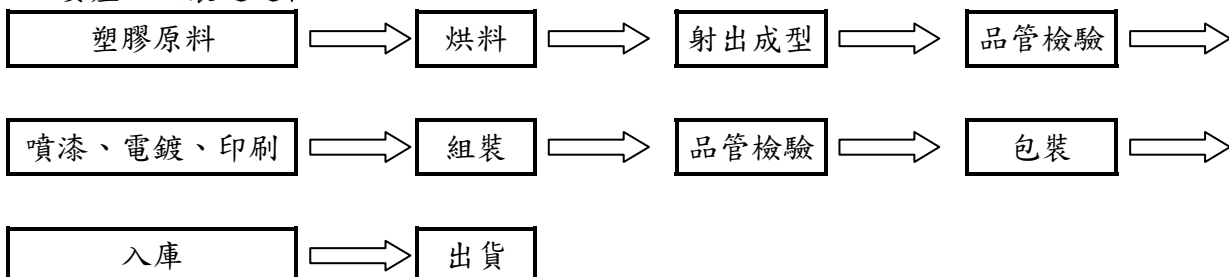 塑膠原料 烘料 射出成型 品管檢驗
噴漆、電鍍、印刷 組裝 品管檢驗 包裝
入庫 出貨